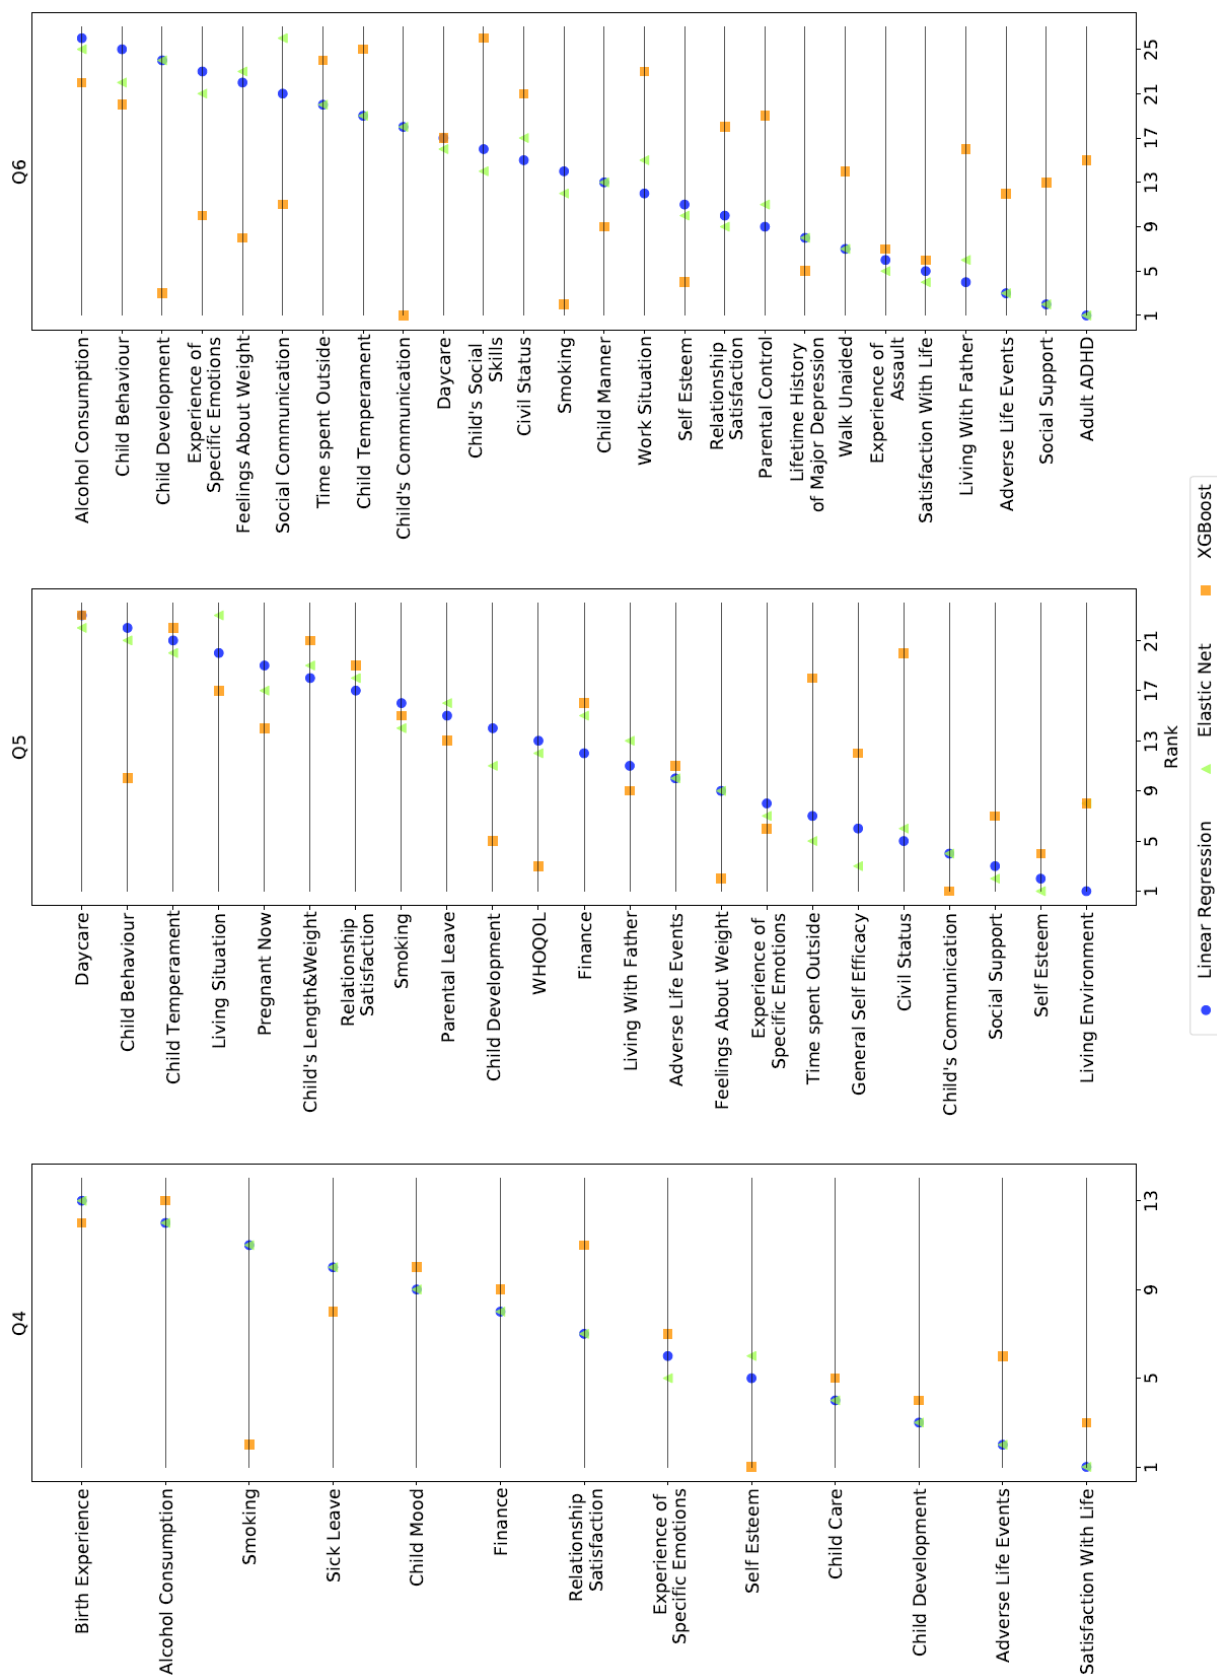 Q4
Birth Experience
Alcohol Consumption
Smoking
Sick Leave
Child Mood
Finance
Relationship
Satisfaction
Experience of
Specific Emotions
Self Esteem
Child Care
Child Development
Adverse Life Events
Satisfaction With Life
1
5
9
13
Q5
Daycare
Child Behaviour
Child Temperament
Living Situation
Pregnant Now
Child's Length&Weight
Relationship
Satisfaction
Smoking
Parental Leave
Child Development
WHOQOL
Finance
Living With Father
Adverse Life Events
Feelings About Weight
Experience of
Specific Emotions
Time spent Outside
General Self Efficacy
Civil Status
Child's Communication
Social Support
Self Esteem
Living Environment
1
5
9
13
17
21
Rank
Q6
Alcohol Consumption
Child Behaviour
Child Development
Experience of
Specific Emotions
Feelings About Weight
Social Communication
Time spent Outside
Child Temperament
Child's Communication
Daycare
Child's Social
Skills
Civil Status
Smoking
Child Manner
Work Situation
Self Esteem
Relationship
Satisfaction
Parental Control
Lifetime History
of Major Depression
Walk Unaided
Experience of
Assault
Satisfaction With Life
Living With Father
Adverse Life Events
Social Support
Adult ADHD
1
5
9
13
17
21
25
Linear Regression
Elastic Net
XGBoost